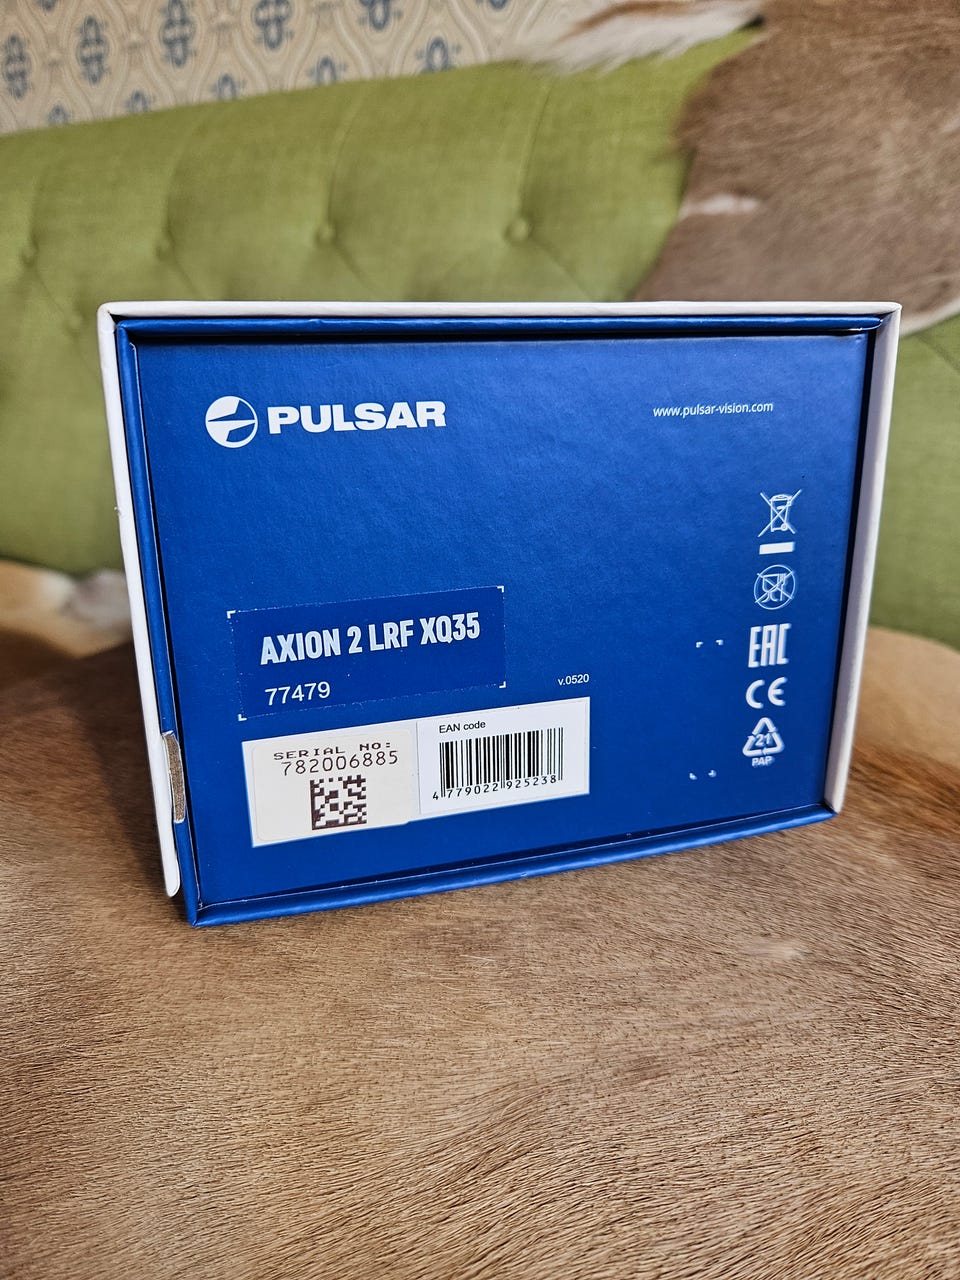 PULSAR
www.pulsar-vision.com
AXION 2 LRF XQ35
77479
v.0520
SERIAL NO:
782006885
EAN code
4 779022 925238
EAC
CE
21
PAP